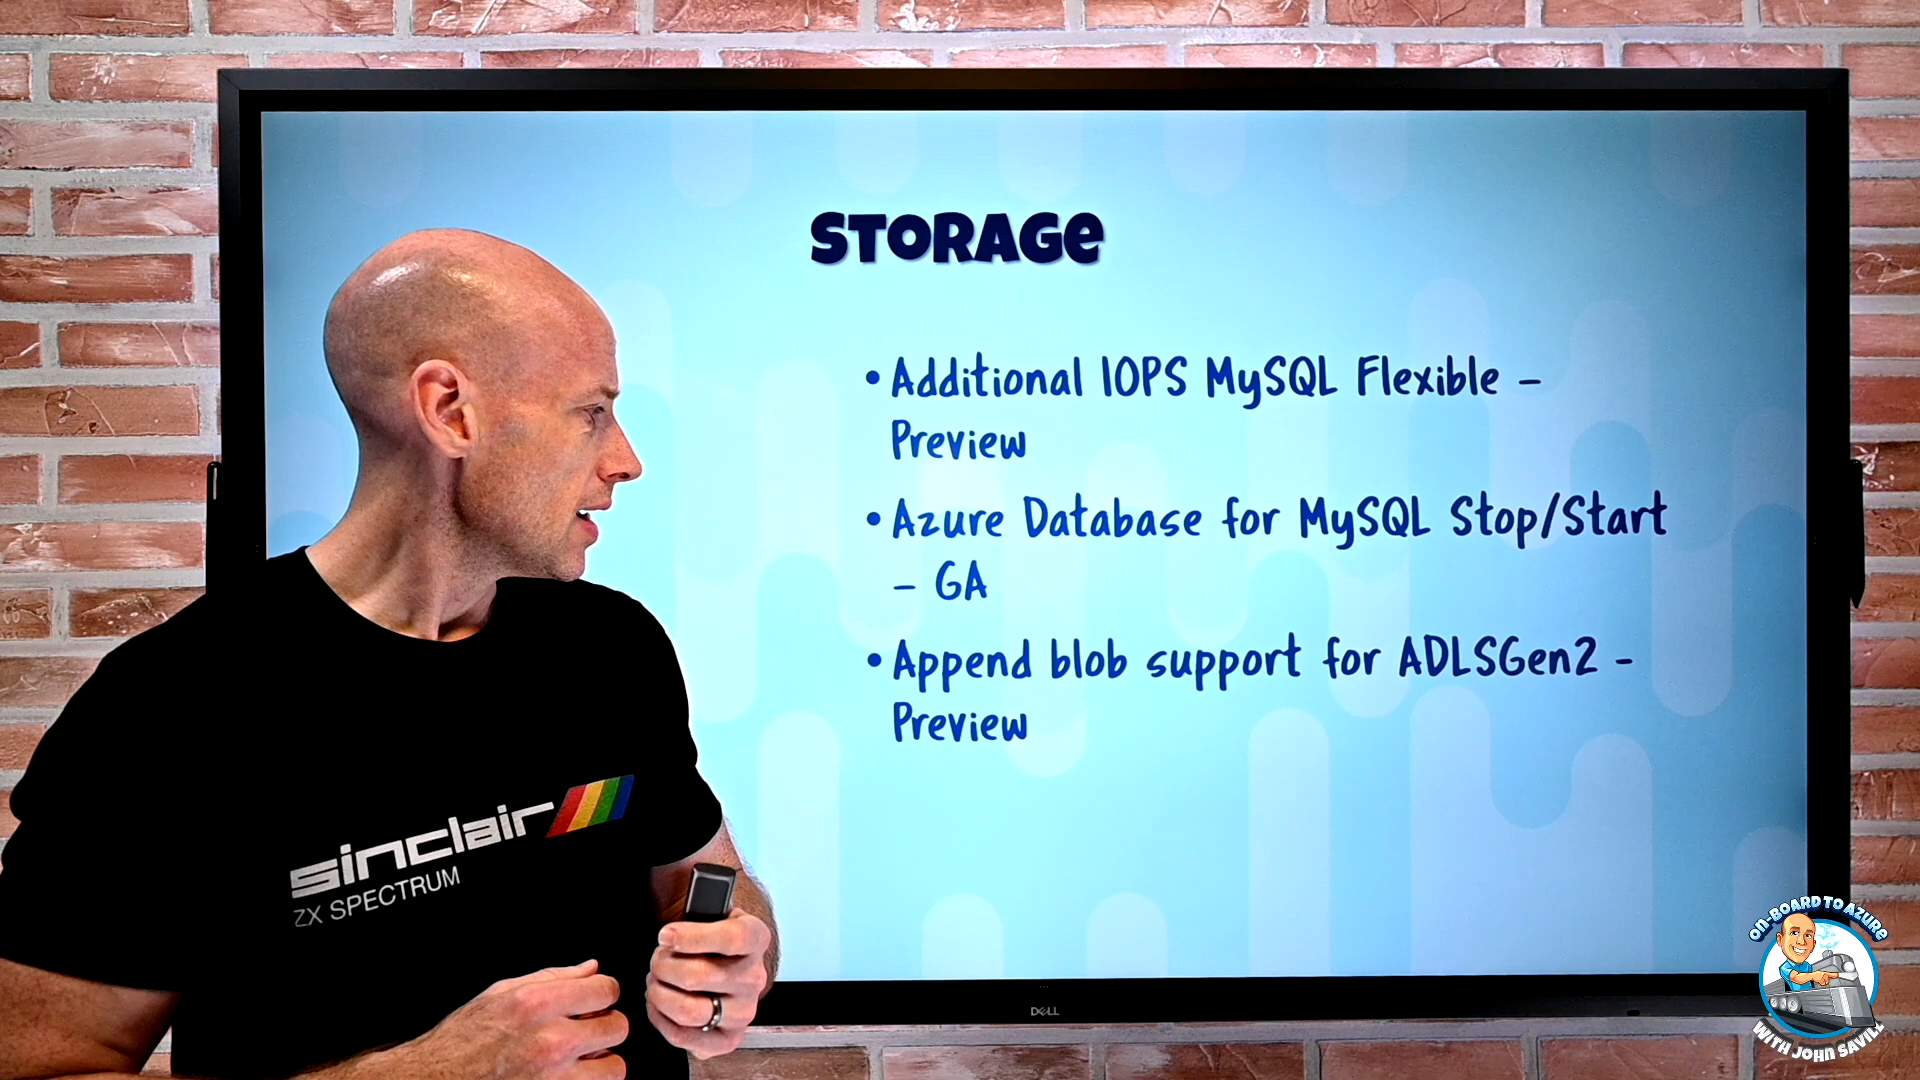 STORAGE
•Additional IOPS MySQL Flexible –
Preview
•Azure Database for MySQL Stop/Start
– GA
•Append blob support for ADLSGen2 -
Preview
sinclair
ZX SPECTRUM
DELL
ON-BOARD TO AZURE
WITH JOHN SAVILL